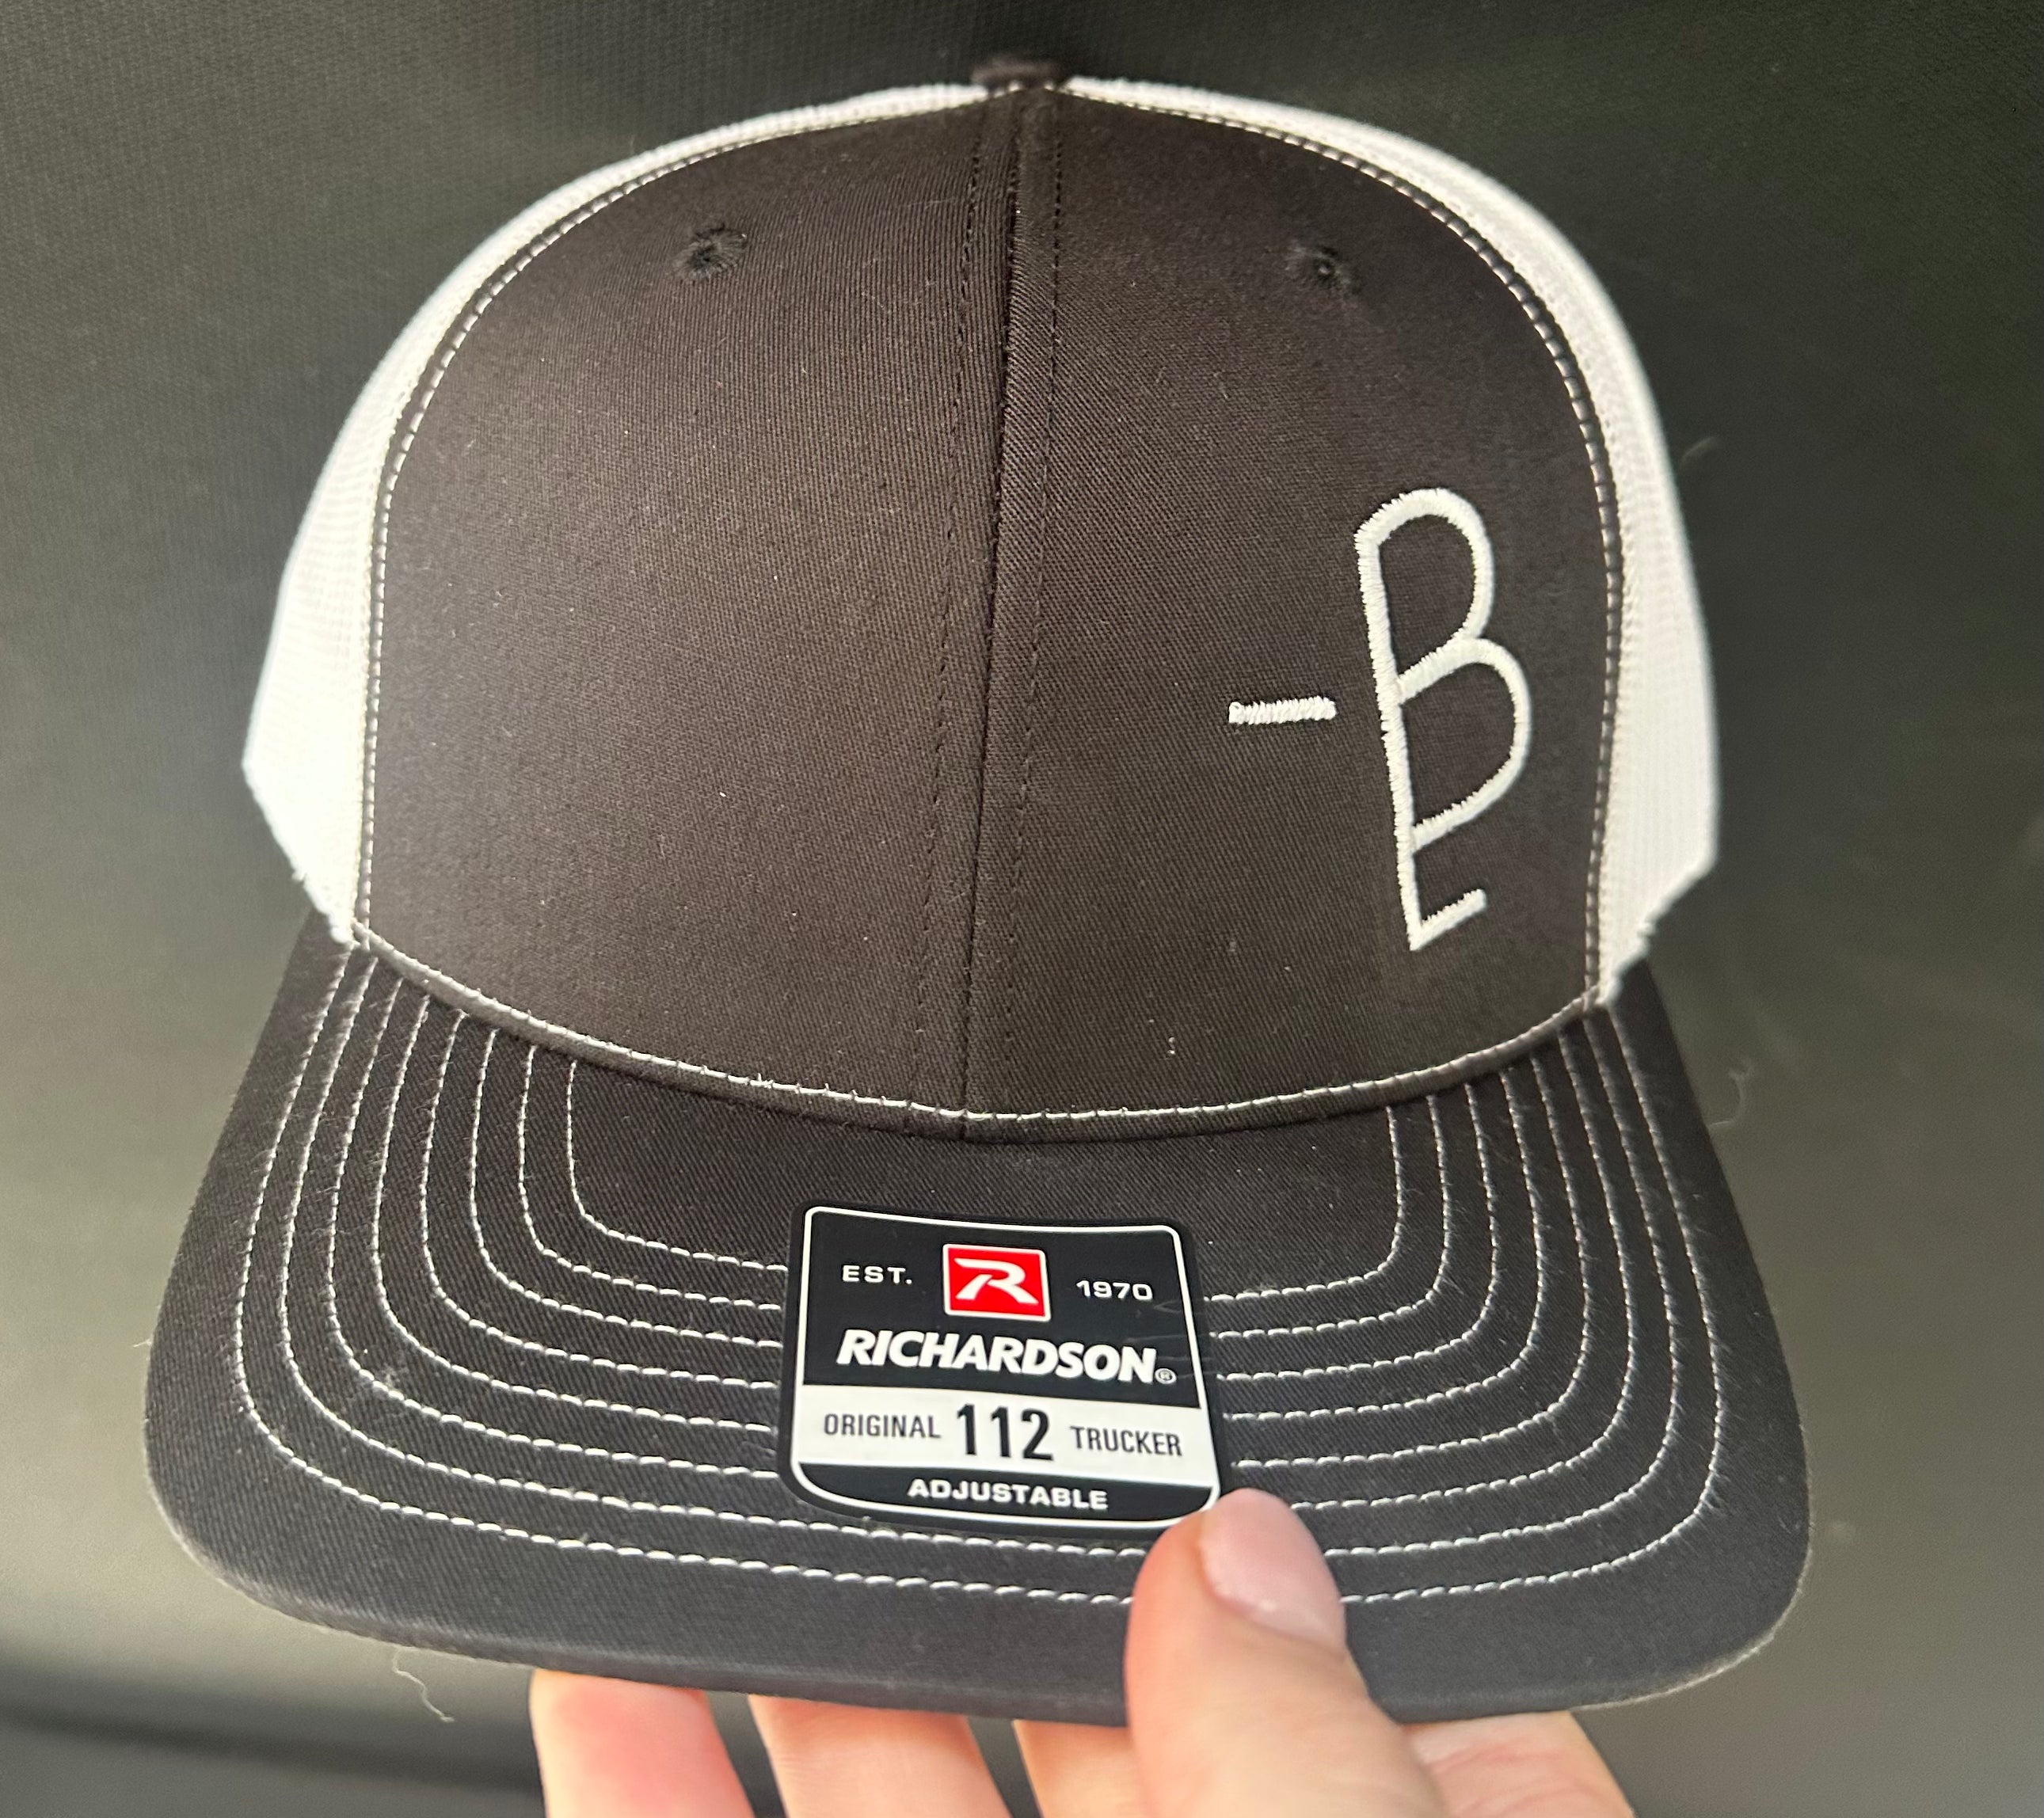 -B
EST. R 1970
RICHARDSON®
ORIGINAL 112 TRUCKER
ADJUSTABLE